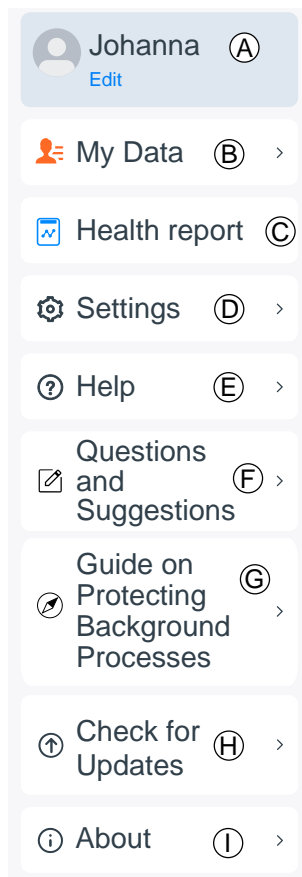 Johanna Ⓐ
Edit
My Data Ⓑ
Health report Ⓒ
Settings Ⓓ
Help Ⓔ
Questions
and Ⓕ
Suggestions
Guide on Ⓖ
Protecting
Background
Processes
Check for Ⓗ
Updates
About Ⓘ